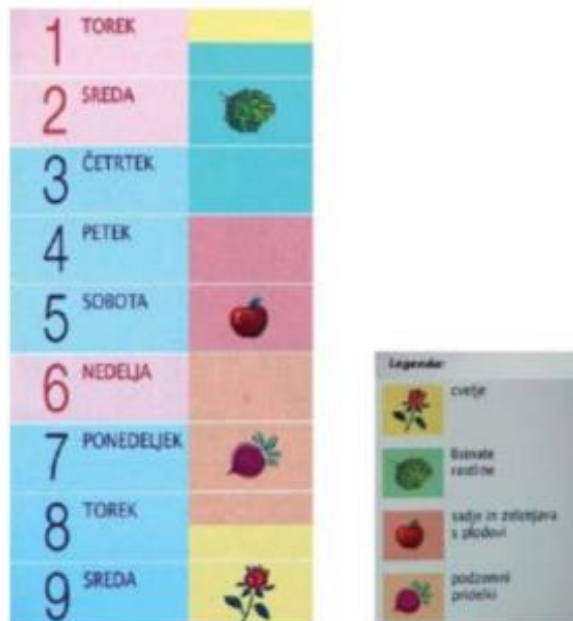 1 TOREK
2 SREDA
3 ČETRTEK
4 PETEK
5 SOBOTA
6 NEDELJA
7 PONEDELJEK
8 TOREK
9 SREDA
Legenda:
cvetje
listnate
rastline
sadje in zelenjava
s plodovi
podzemni
pridelki